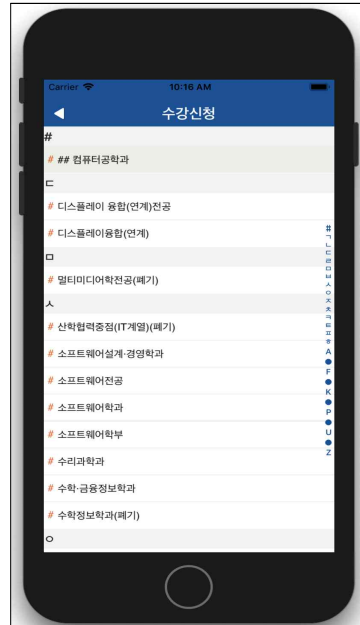 Carrier 10:16 AM
수강신청
#
# ## 컴퓨터공학과
ㄷ
# 디스플레이 융합(연계)전공
# 디스플레이융합(연계)
ㅁ
# 멀티미디어학전공(폐기)
ㅅ
# 산학협력중점(IT계열)(폐기)
# 소프트웨어설계·경영학과
# 소프트웨어전공
# 소프트웨어학과
# 소프트웨어학부
# 수리과학과
# 수학·금융정보학과
# 수학정보학과(폐기)
ㅇ
#
ㄱ
ㄴ
ㄷ
ㄹ
ㅁ
ㅂ
ㅅ
ㅇ
ㅈ
ㅊ
ㅋ
ㅌ
ㅍ
ㅎ
A
●
F
●
K
●
P
●
U
●
Z